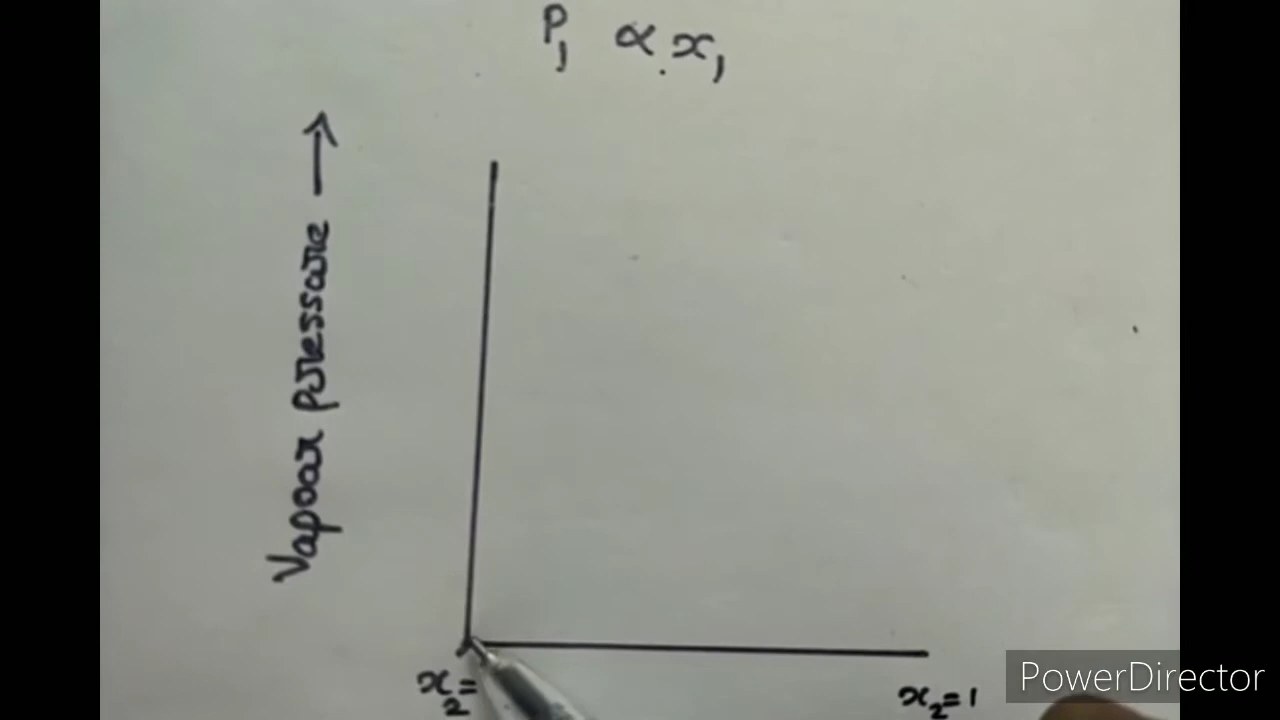 P₁ ∝ x₁
Vapour pressure →
x₂=
x₂=1
PowerDirector